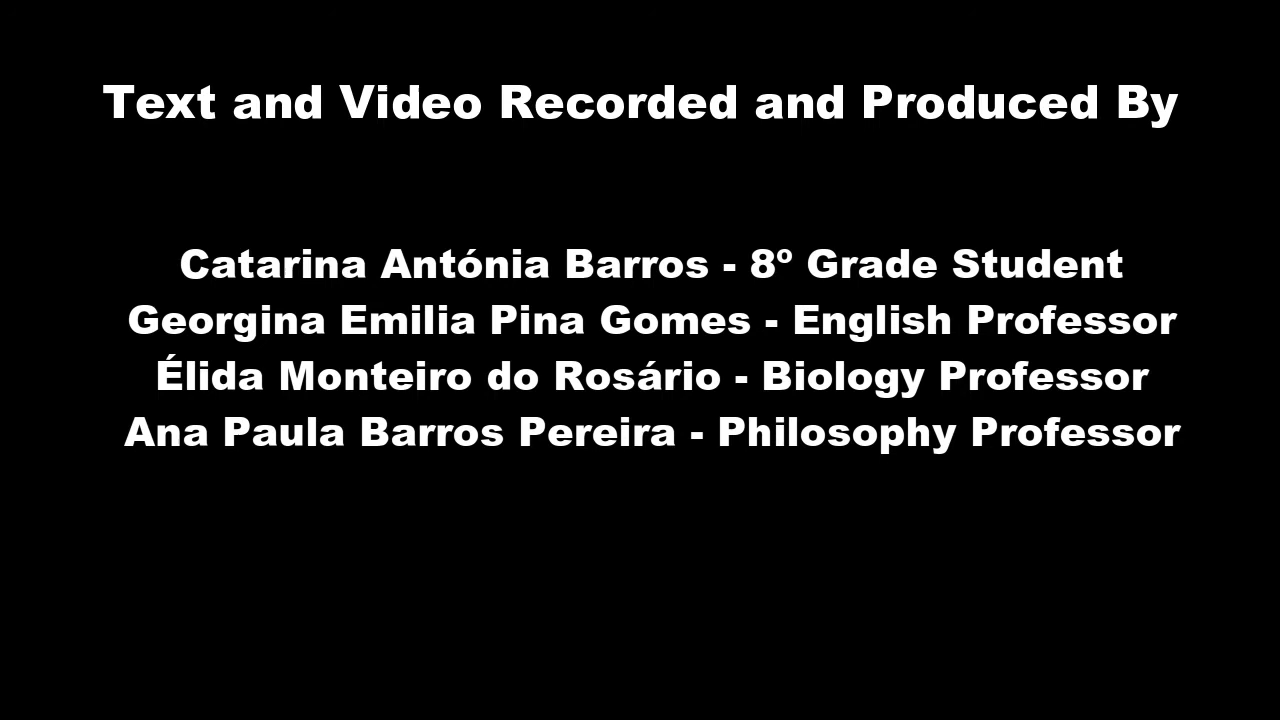 Text and Video Recorded and Produced By
Catarina Antónia Barros - 8º Grade Student
Georgina Emilia Pina Gomes - English Professor
Élida Monteiro do Rosário - Biology Professor
Ana Paula Barros Pereira - Philosophy Professor